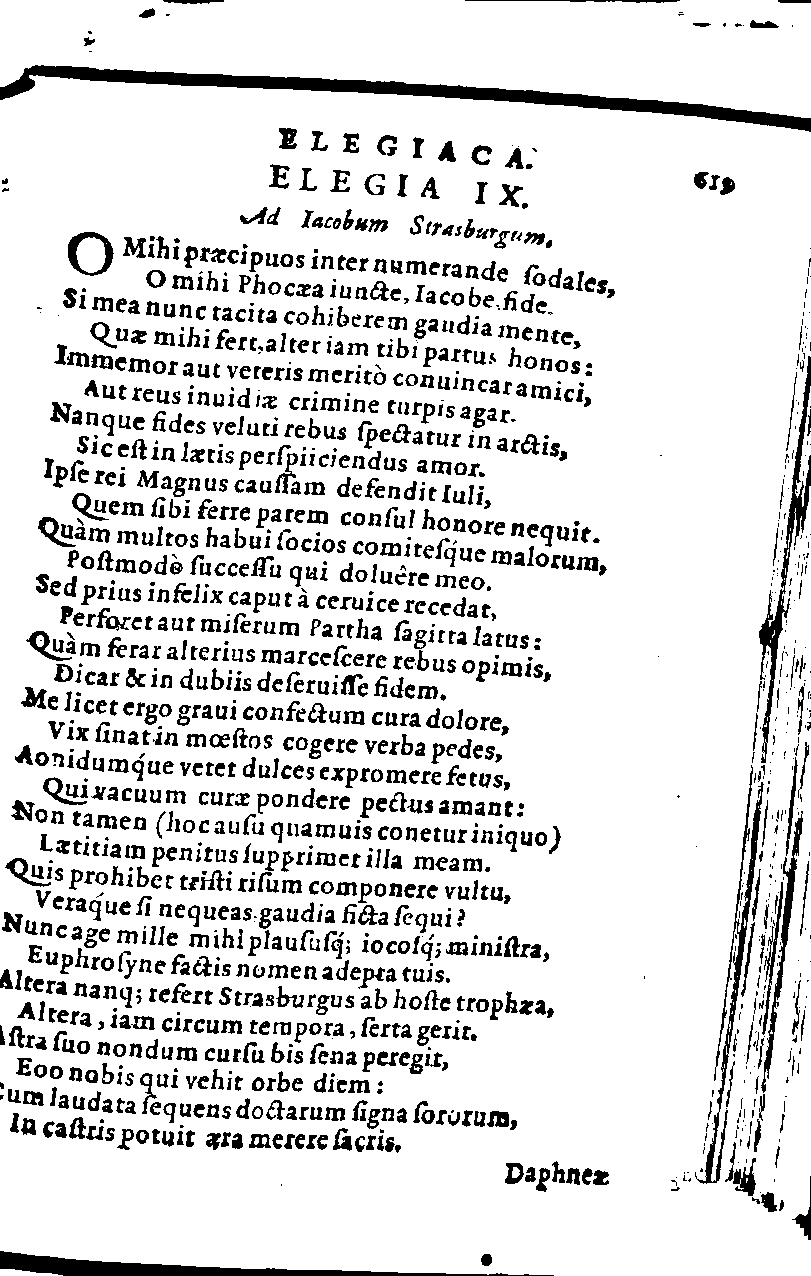 ELEGIACA. 619
ELEGIA IX.
Ad Iacobum Strasburgum.
O Mihi præcipuos inter numerande ſodales,
O mihi Phocæa iuncte, Iacobe, fide.
Si mea nunc tacita cohiberem gaudia mente,
Quæ mihi fert, alter iam tibi partus honos:
Immemor aut veteris meritò conuincar amici,
Aut reus inuidiæ crimine turpis agar.
Nanque fides veluti rebus ſpectatur in arctis,
Sic eſt in lætis perſpiiciendus amor.
Ipſe rei Magnus cauſſam defendit Iuli,
Quem ſibi ferre parem conſul honore nequit.
Quàm multos habui ſocios comiteſq́ue malorum,
Poſtmodò ſucceſſu qui doluêre meo.
Sed prius infelix caput à ceruice recedat,
Perforet aut miſerum Partha ſagitta latus:
Quàm ferar alterius marceſcere rebus opimis,
Dicar & in dubiis deſeruiſſe fidem.
Me licet ergo graui confectum cura dolore,
Vix ſinat in mœſtos cogere verba pedes,
Aonidumq́ue vetet dulces expromere fetus,
Qui vacuum curæ pondere pectus amant:
Non tamen (hoc auſu quamuis conetur iniquo)
Lætitiam penitus ſupprimet illa meam.
Quis prohibet triſti riſum componere vultu,
Veraq́ue ſi nequeas gaudia ficta ſequi?
Nunc age mille mihi plauſuſq́; iocoſq́; miniſtra,
Euphroſyne factis nomen adepta tuis.
Altera nanq; refert Strasburgus ab hoſte trophæa,
Altera, iam circum tempora, ſerta gerit.
Aſtra ſuo nondum curſu bis ſena peregit,
Eoo nobis qui vehit orbe diem:
Cum laudata ſequens doctarum ſigna ſororum,
In caſtris potuit æra merere ſacris.
Daphneæ